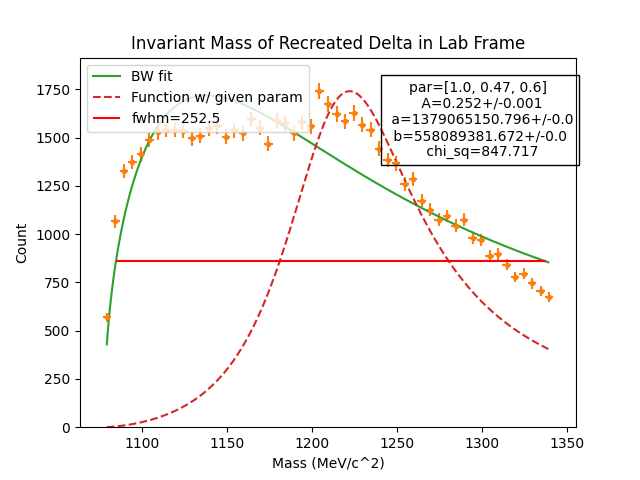 Invariant Mass of Recreated Delta in Lab Frame
BW fit
Function w/ given param
fwhm=252.5
par=[1.0, 0.47, 0.6]
A=0.252+/-0.001
a=1379065150.796+/-0.0
b=558089381.672+/-0.0
chi_sq=847.717
Count
1750
1500
1250
1000
750
500
250
0
1100
1150
1200
1250
1300
1350
Mass (MeV/c^2)